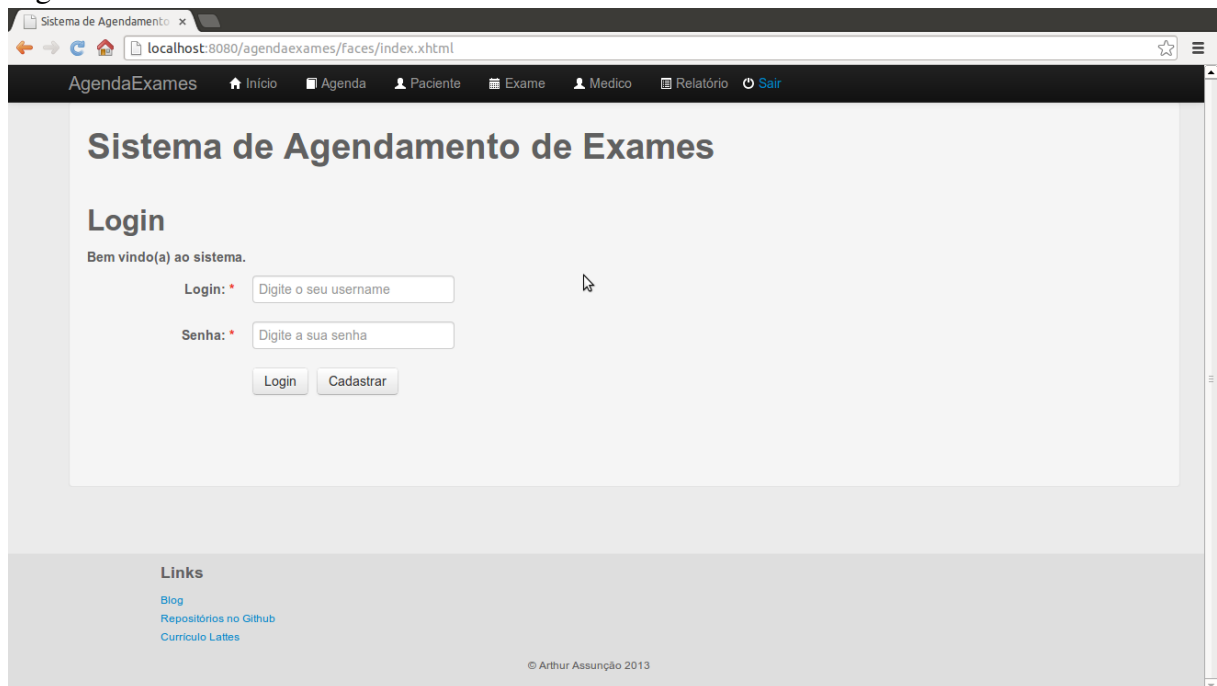 Sistema de Agendamento
localhost:8080/agendaexames/faces/index.xhtml
AgendaExames Início Agenda Paciente Exame Medico Relatório Sair
Sistema de Agendamento de Exames
Login
Bem vindo(a) ao sistema.
Login: * Digite o seu username
Senha: * Digite a sua senha
Login Cadastrar
Links
Blog
Repositórios no Github
Currículo Lattes
© Arthur Assunção 2013